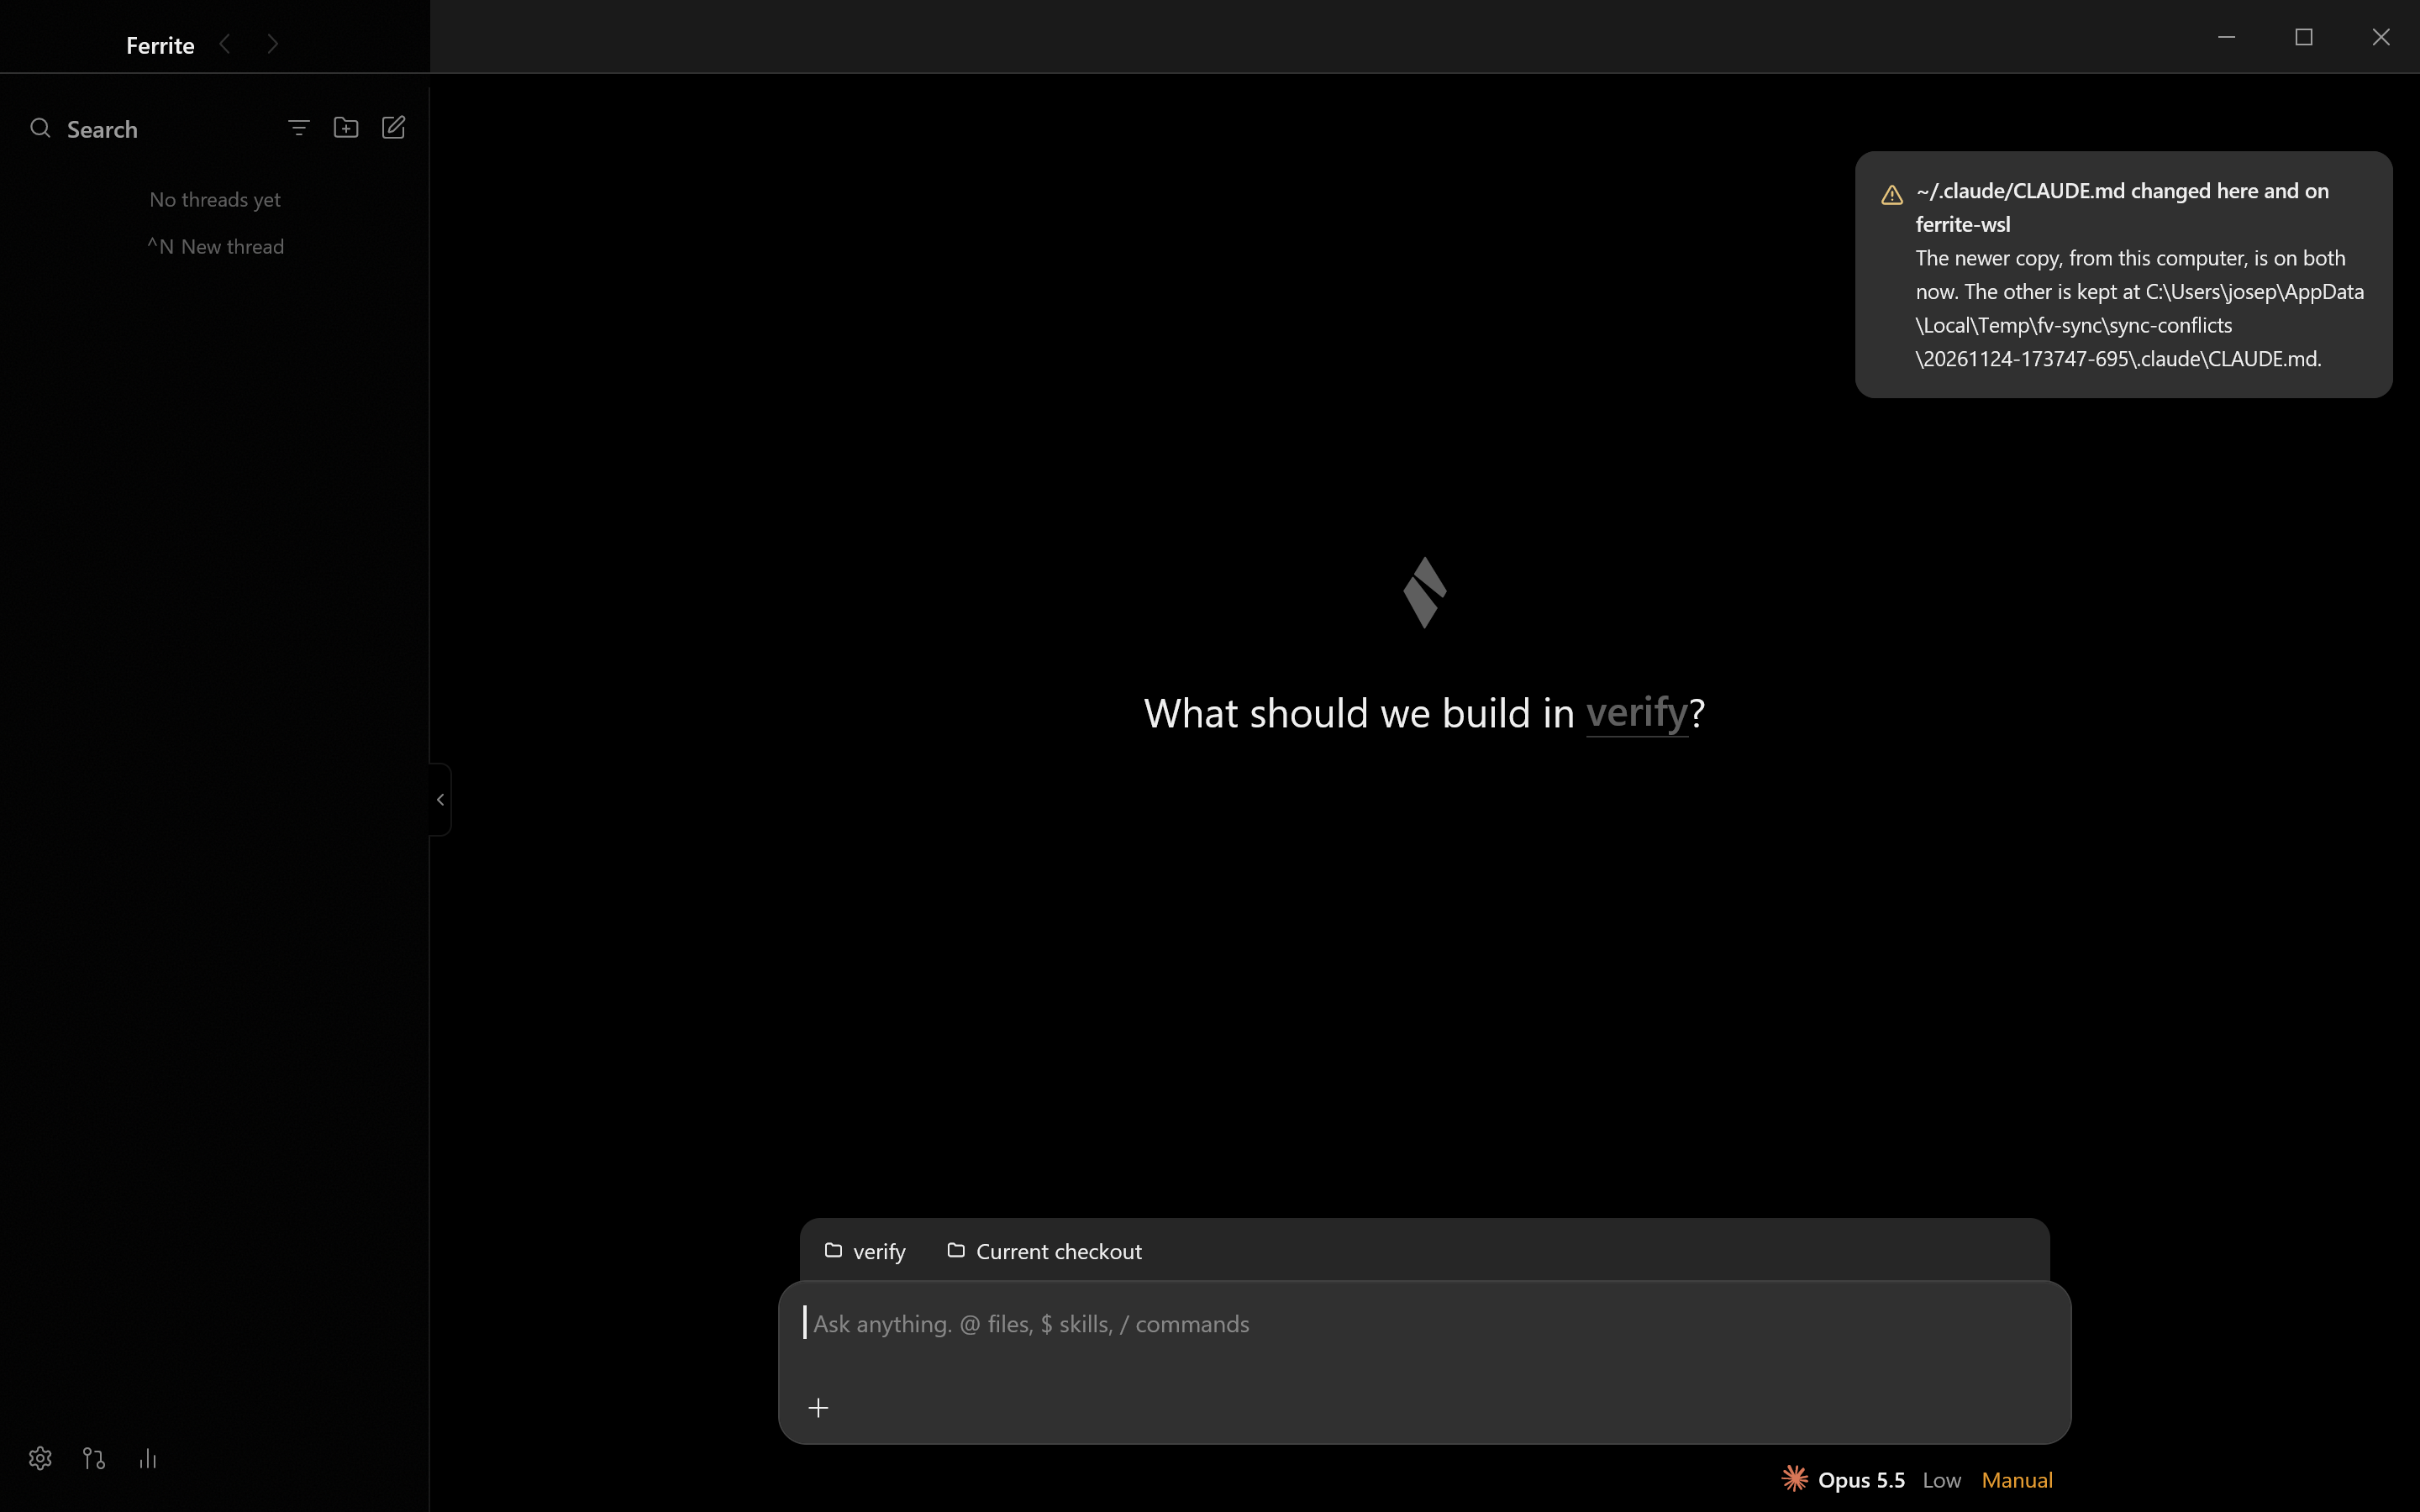 Ferrite
Search
No threads yet
^N New thread
~/.claude/CLAUDE.md changed here and on
ferrite-wsl
The newer copy, from this computer, is on both
now. The other is kept at C:\Users\josep\AppData
\Local\Temp\fv-sync\sync-conflicts
\20261124-173747-695\.claude\CLAUDE.md.
What should we build in verify?
verify
Current checkout
Ask anything. @ files, $ skills, / commands
Opus 5.5 Low Manual